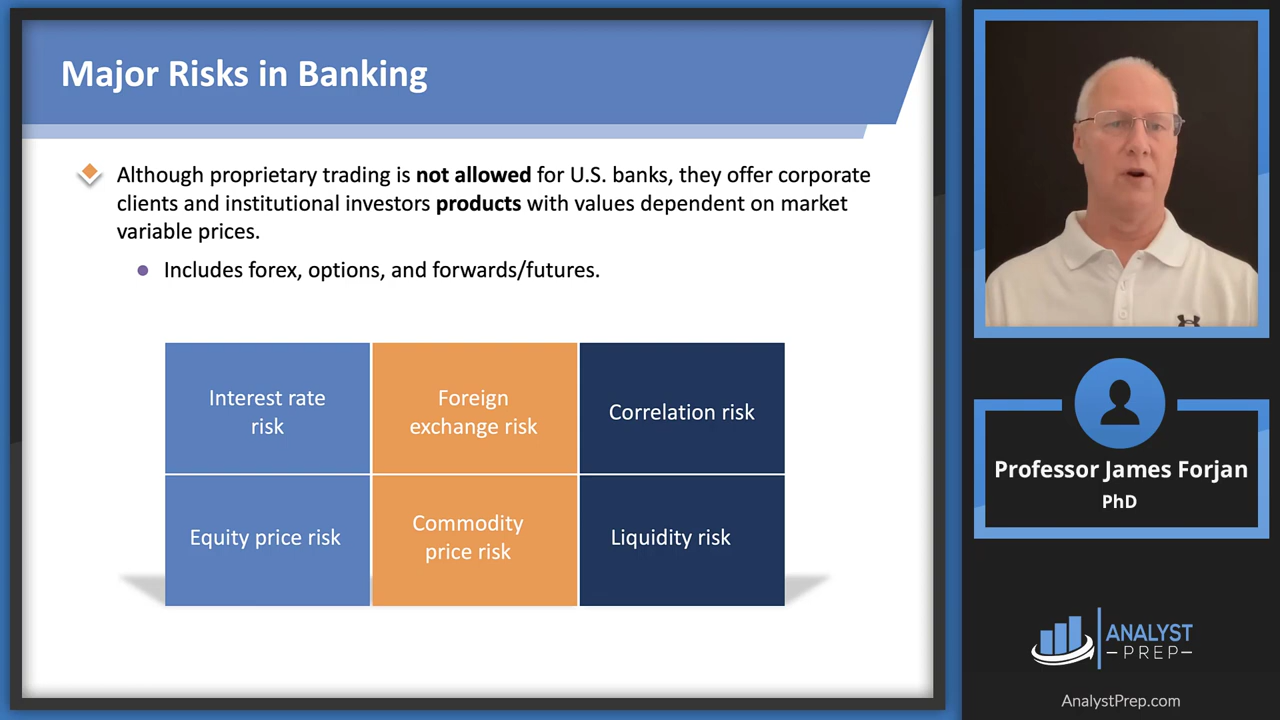 Major Risks in Banking
Although proprietary trading is not allowed for U.S. banks, they offer corporate
clients and institutional investors products with values dependent on market
variable prices.
Includes forex, options, and forwards/futures.
Interest rate
risk
Foreign
exchange risk
Correlation risk
Equity price risk
Commodity
price risk
Liquidity risk
Professor James Forjan
PhD
ANALYST
PREP
AnalystPrep.com